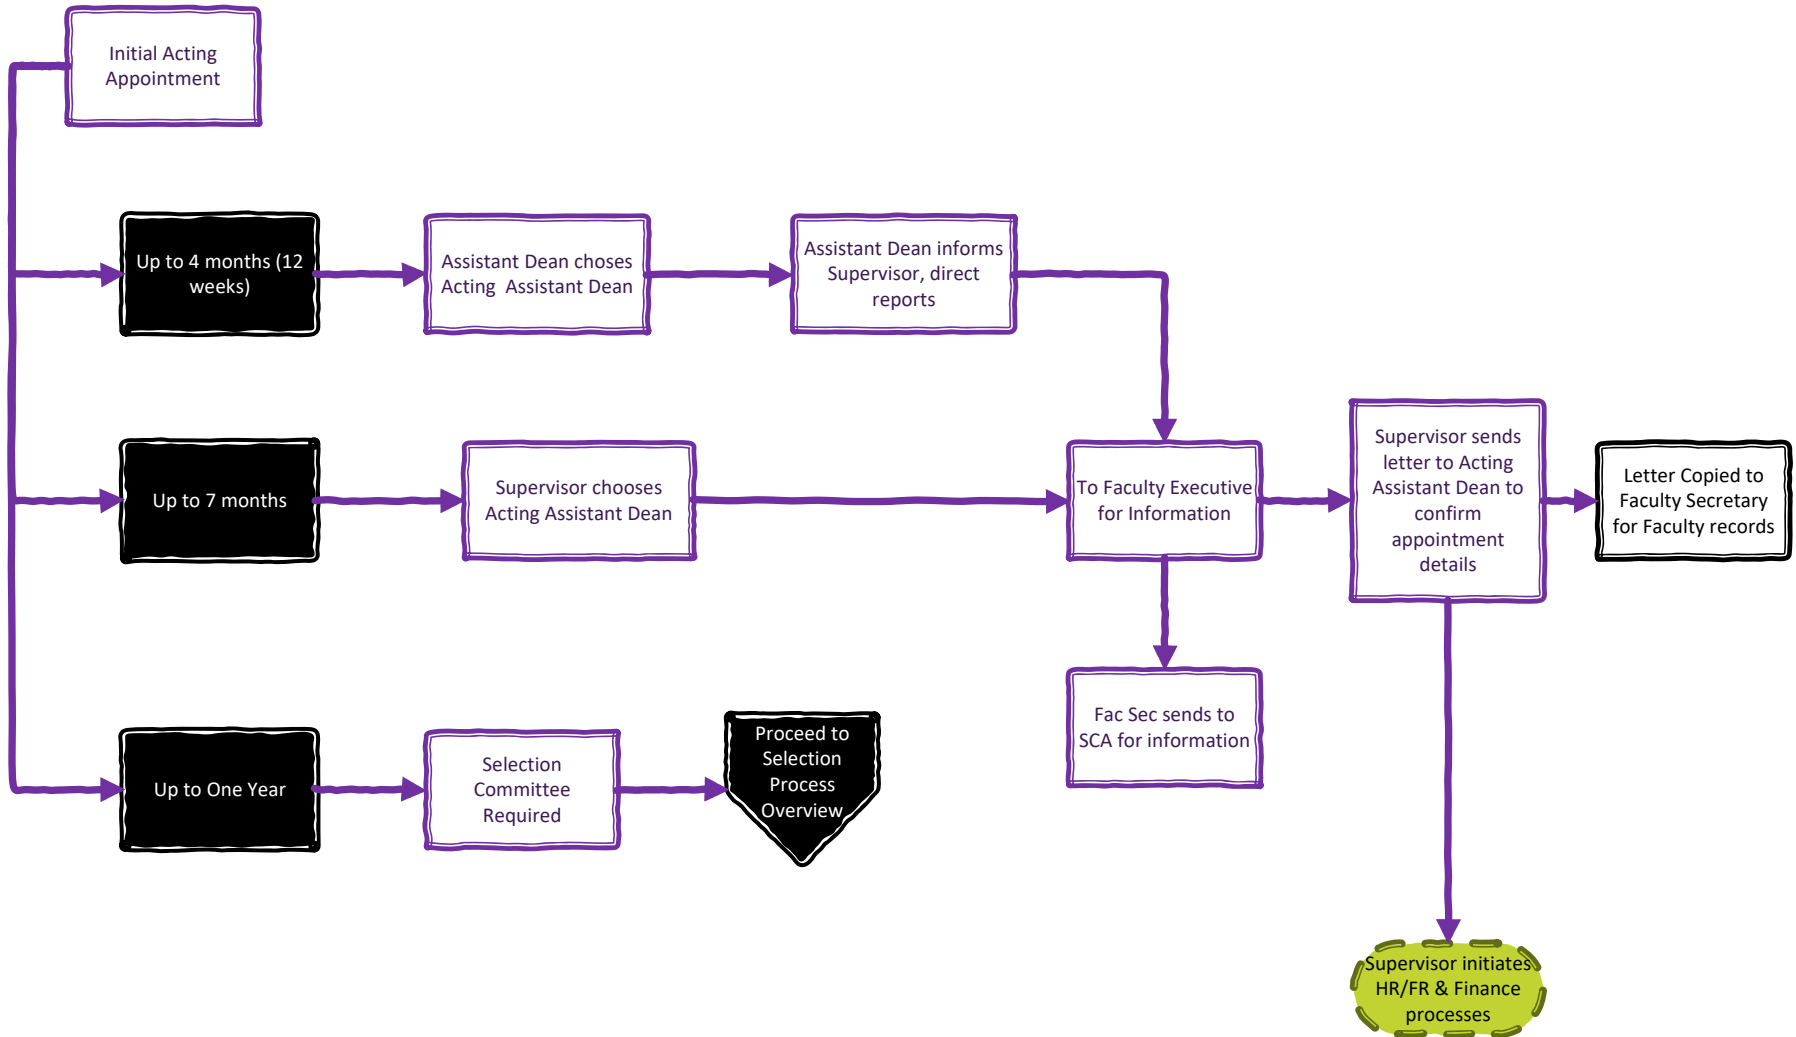 Initial Acting
Appointment
Up to 4 months (12
weeks)
Assistant Dean choses
Acting  Assistant Dean
Assistant Dean informs
Supervisor, direct
reports
Up to 7 months
Supervisor chooses
Acting Assistant Dean
To Faculty Executive
for Information
Supervisor sends
letter to Acting
Assistant Dean to
confirm
appointment
details
Letter Copied to
Faculty Secretary
for Faculty records
Fac Sec sends to
SCA for information
Up to One Year
Selection
Committee
Required
Proceed to
Selection
Process
Overview
Supervisor initiates
HR/FR & Finance
processes